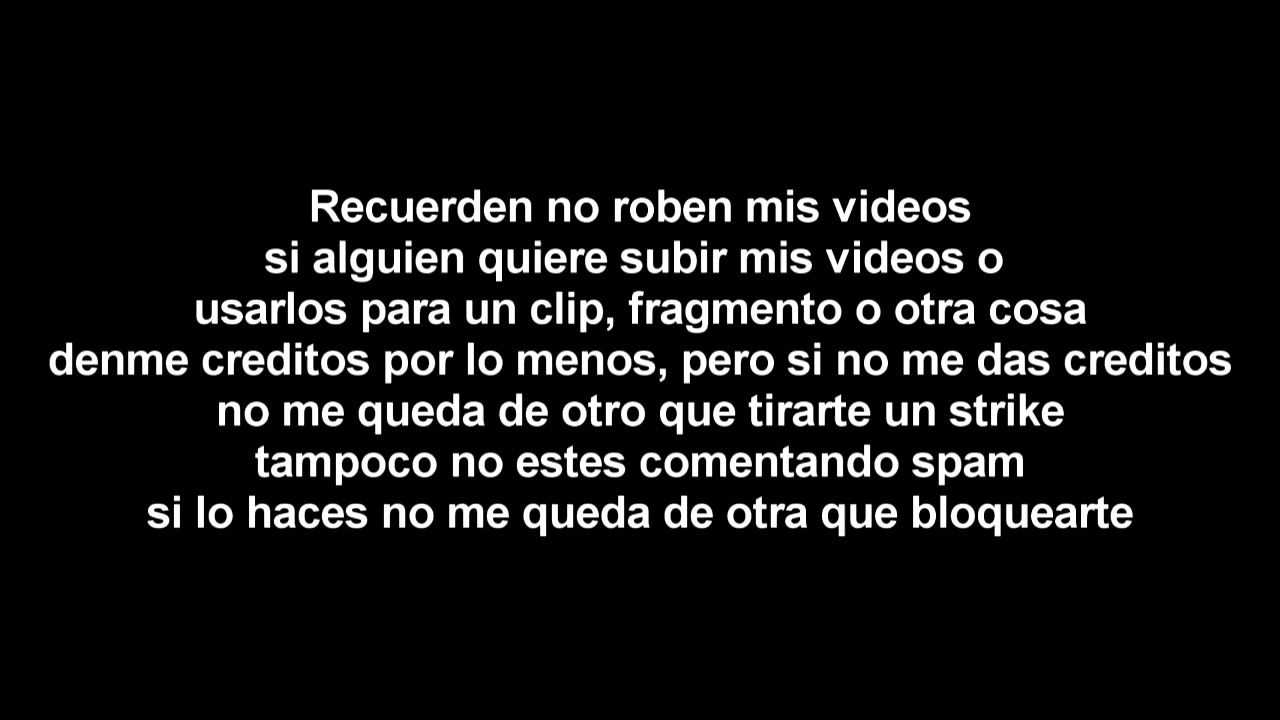 Recuerden no roben mis videos
si alguien quiere subir mis videos o
usarlos para un clip, fragmento o otra cosa
denme creditos por lo menos, pero si no me das creditos
no me queda de otro que tirarte un strike
tampoco no estes comentando spam
si lo haces no me queda de otra que bloquearte